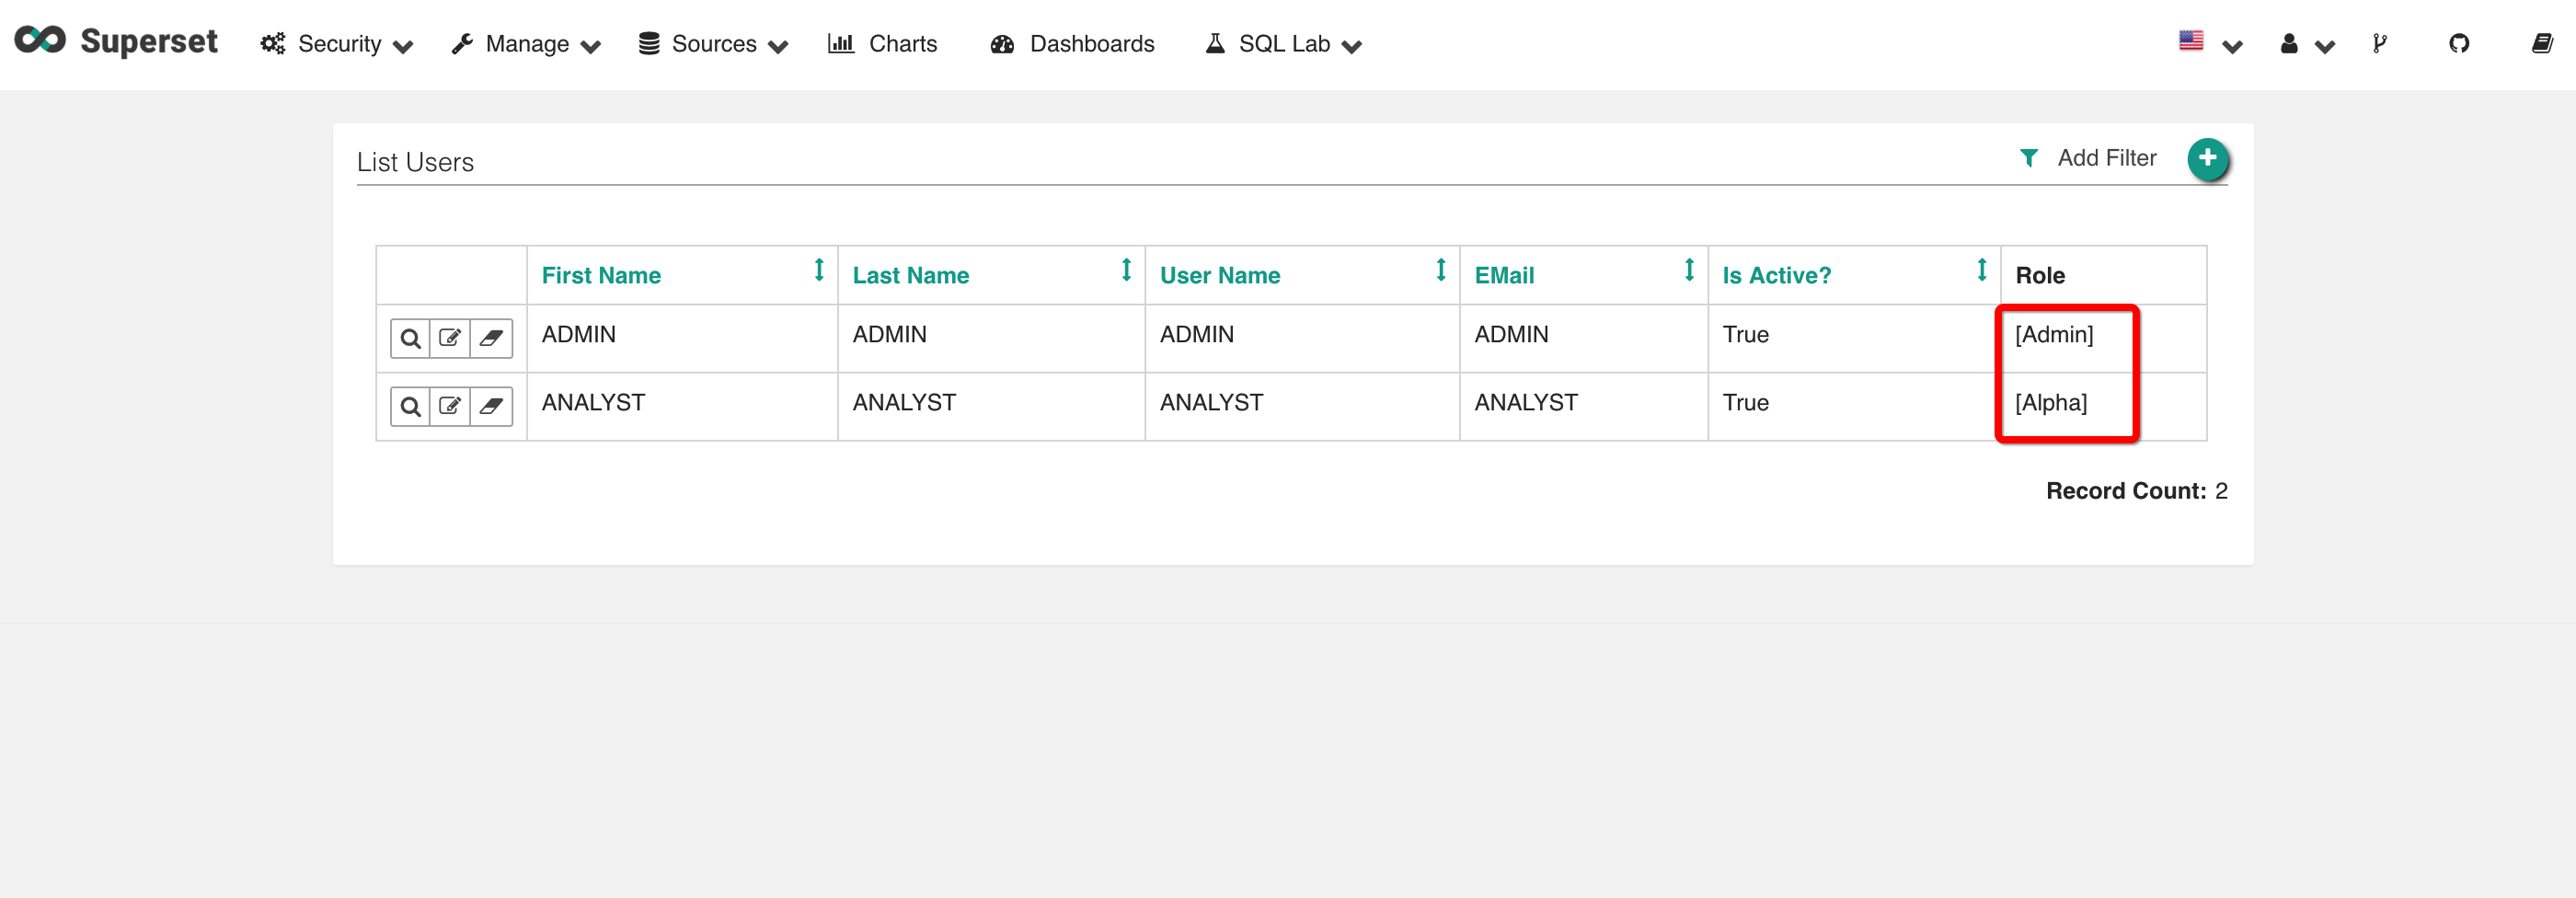 Superset Security Manage Sources Charts Dashboards SQL Lab
List Users Add Filter
First Name Last Name User Name EMail Is Active? Role
ADMIN ADMIN ADMIN ADMIN True [Admin]
ANALYST ANALYST ANALYST ANALYST True [Alpha]
Record Count: 2